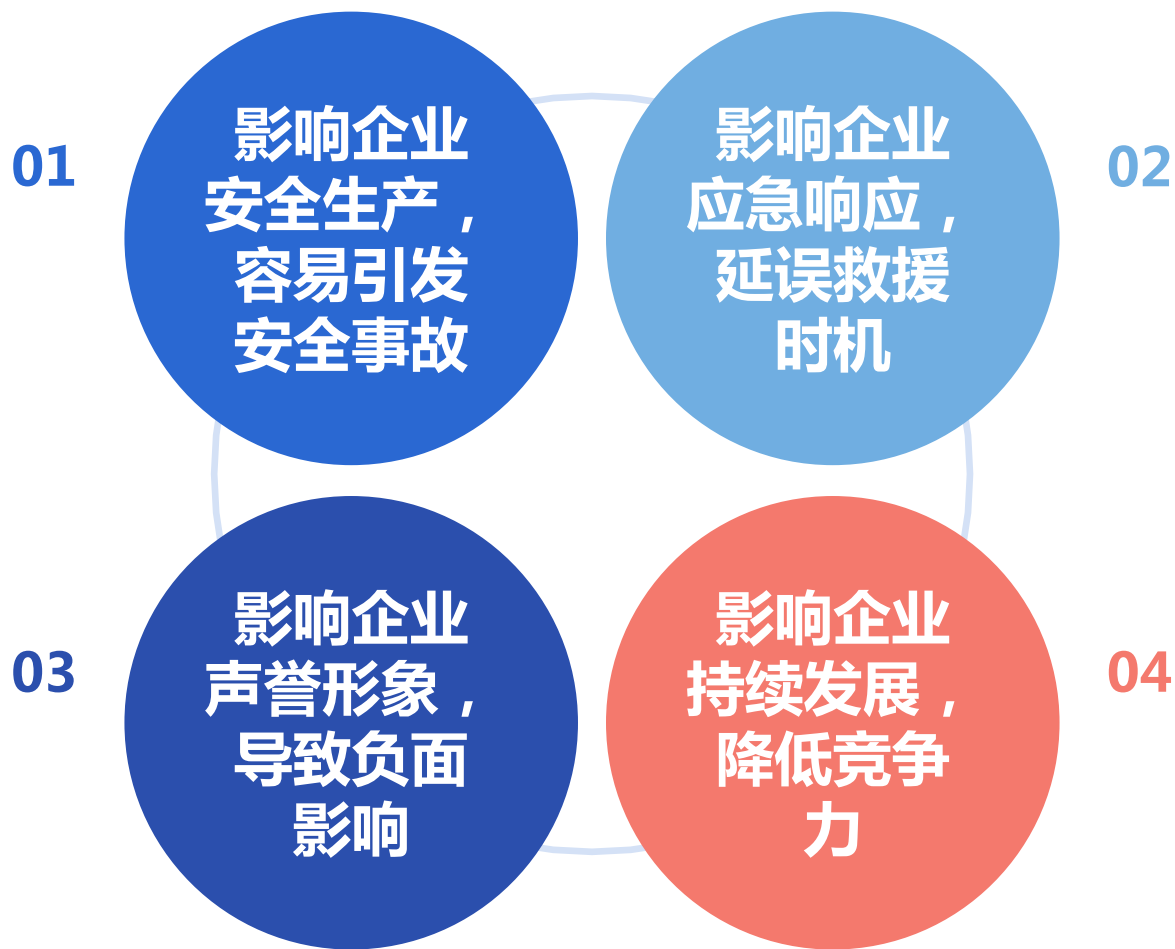 01
影响企业
安全生产，
容易引发
安全事故
02
影响企业
应急响应，
延误救援
时机
03
影响企业
声誉形象，
导致负面
影响
04
影响企业
持续发展，
降低竞争
力